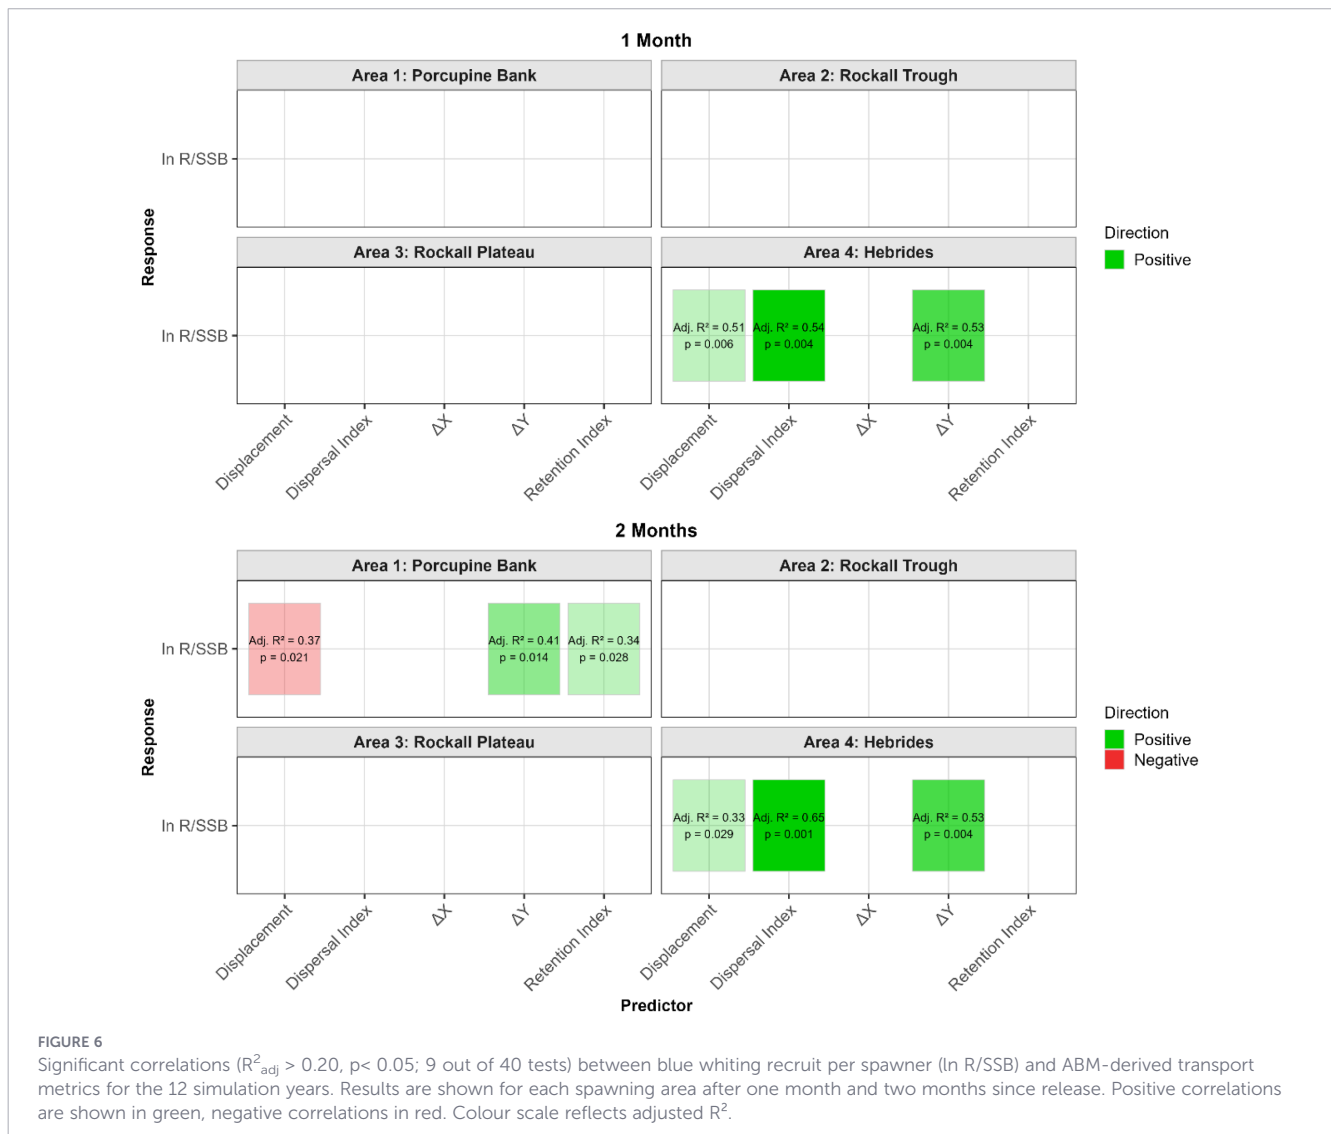 1 Month
Area 1: Porcupine Bank
Area 2: Rockall Trough
ln R/SSB
Area 3: Rockall Plateau
Area 4: Hebrides
ln R/SSB
Adj. R² = 0.51
p = 0.006
Adj. R² = 0.54
p = 0.004
Adj. R² = 0.53
p = 0.004
Response
Direction
Positive
Displacement
Dispersal Index
ΔX
ΔY
Retention Index
Displacement
Dispersal Index
ΔX
ΔY
Retention Index
2 Months
Area 1: Porcupine Bank
Area 2: Rockall Trough
ln R/SSB
Adj. R² = 0.37
p = 0.021
Adj. R² = 0.41
p = 0.014
Adj. R² = 0.34
p = 0.028
Area 3: Rockall Plateau
Area 4: Hebrides
ln R/SSB
Adj. R² = 0.33
p = 0.029
Adj. R² = 0.65
p = 0.001
Adj. R² = 0.53
p = 0.004
Response
Direction
Positive
Negative
Displacement
Dispersal Index
ΔX
ΔY
Retention Index
Displacement
Dispersal Index
ΔX
ΔY
Retention Index
Predictor
FIGURE 6
Significant correlations (R²adj > 0.20, p< 0.05; 9 out of 40 tests) between blue whiting recruit per spawner (ln R/SSB) and ABM-derived transport
metrics for the 12 simulation years. Results are shown for each spawning area after one month and two months since release. Positive correlations
are shown in green, negative correlations in red. Colour scale reflects adjusted R².